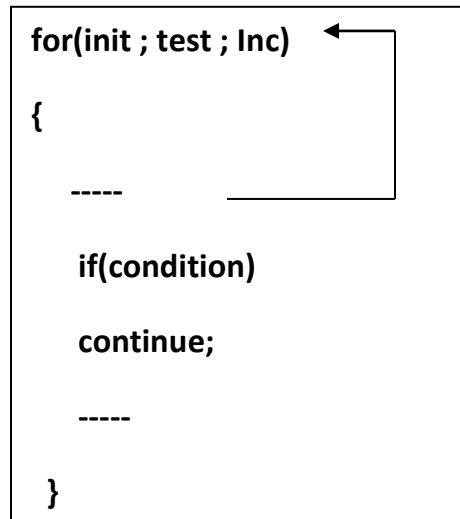 for(init ; test ; Inc)
{
-----
if(condition)
continue;
-----
}